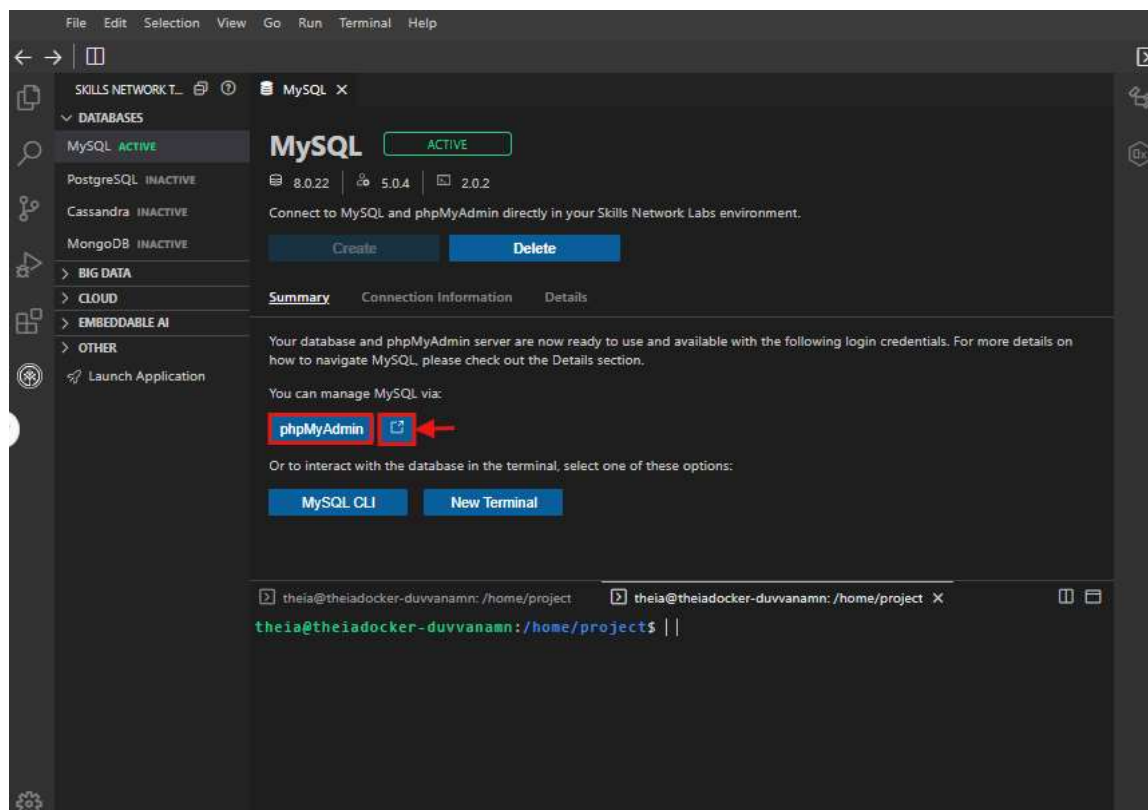 File Edit Selection View Go Run Terminal Help
SKILLS NETWORK T...
DATABASES
MySQL ACTIVE
PostgreSQL INACTIVE
Cassandra INACTIVE
MongoDB INACTIVE
BIG DATA
CLOUD
EMBEDDABLE AI
OTHER
Launch Application
MySQL
MySQL ACTIVE
8.0.22 5.0.4 2.0.2
Connect to MySQL and phpMyAdmin directly in your Skills Network Labs environment.
Create Delete
Summary Connection Information Details
Your database and phpMyAdmin server are now ready to use and available with the following login credentials. For more details on
how to navigate MySQL, please check out the Details section.
You can manage MySQL via:
phpMyAdmin
Or to interact with the database in the terminal, select one of these options:
MySQL CLI New Terminal
theia@theiadocker-duvvanamn: /home/project theia@theiadocker-duvvanamn: /home/project
theia@theiadocker-duvvanamn:/home/project$